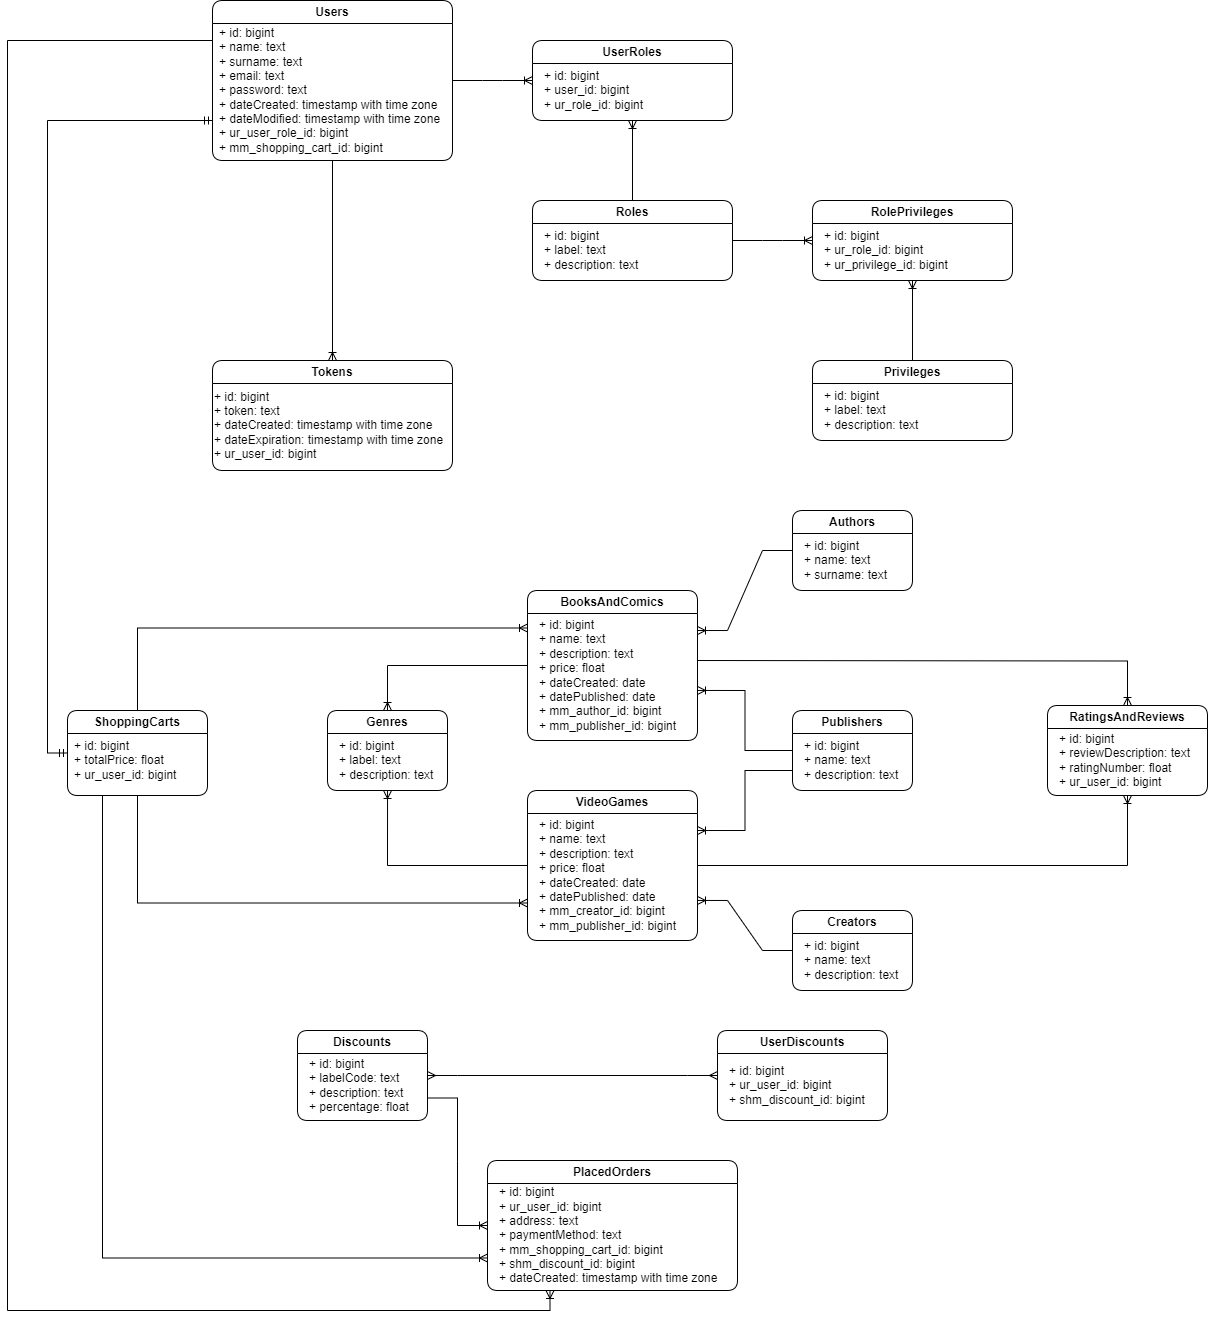 Users
+ id: bigint
+ name: text
+ surname: text
+ email: text
+ password: text
+ dateCreated: timestamp with time zone
+ dateModified: timestamp with time zone
+ ur_user_role_id: bigint
+ mm_shopping_cart_id: bigint
UserRoles
+ id: bigint
+ user_id: bigint
+ ur_role_id: bigint
Roles
+ id: bigint
+ label: text
+ description: text
RolePrivileges
+ id: bigint
+ ur_role_id: bigint
+ ur_privilege_id: bigint
Tokens
+ id: bigint
+ token: text
+ dateCreated: timestamp with time zone
+ dateExpiration: timestamp with time zone
+ ur_user_id: bigint
Privileges
+ id: bigint
+ label: text
+ description: text
Authors
+ id: bigint
+ name: text
+ surname: text
BooksAndComics
+ id: bigint
+ name: text
+ description: text
+ price: float
+ dateCreated: date
+ datePublished: date
+ mm_author_id: bigint
+ mm_publisher_id: bigint
ShoppingCarts
+ id: bigint
+ totalPrice: float
+ ur_user_id: bigint
Genres
+ id: bigint
+ label: text
+ description: text
Publishers
+ id: bigint
+ name: text
+ description: text
RatingsAndReviews
+ id: bigint
+ reviewDescription: text
+ ratingNumber: float
+ ur_user_id: bigint
VideoGames
+ id: bigint
+ name: text
+ description: text
+ price: float
+ dateCreated: date
+ datePublished: date
+ mm_creator_id: bigint
+ mm_publisher_id: bigint
Creators
+ id: bigint
+ name: text
+ description: text
Discounts
+ id: bigint
+ labelCode: text
+ description: text
+ percentage: float
UserDiscounts
+ id: bigint
+ ur_user_id: bigint
+ shm_discount_id: bigint
PlacedOrders
+ id: bigint
+ ur_user_id: bigint
+ address: text
+ paymentMethod: text
+ mm_shopping_cart_id: bigint
+ shm_discount_id: bigint
+ dateCreated: timestamp with time zone